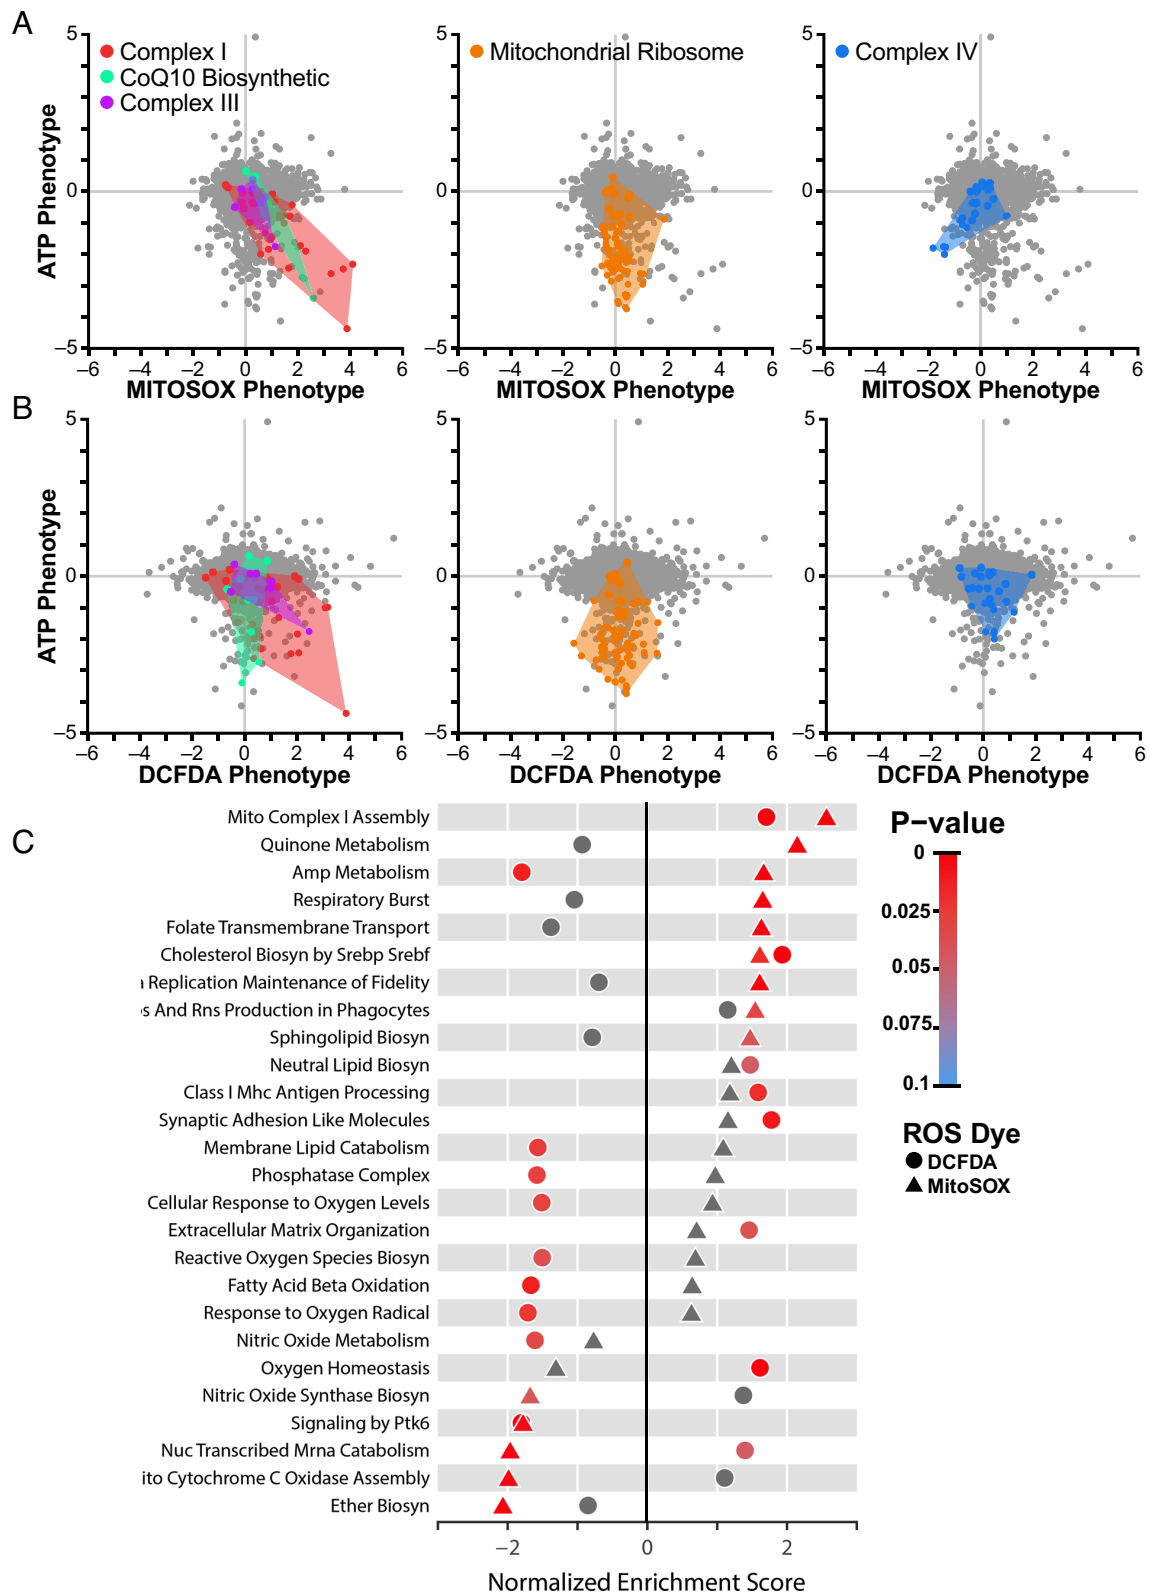 A
5
0
−5
ATP Phenotype
Complex I
CoQ10 Biosynthetic
Complex III
−6 −4 −2 0 2 4 6
MITOSOX Phenotype
5
0
−5
Mitochondrial Ribosome
−6 −4 −2 0 2 4 6
MITOSOX Phenotype
5
0
−5
Complex IV
−6 −4 −2 0 2 4 6
MITOSOX Phenotype
B
5
0
−5
ATP Phenotype
−6 −4 −2 0 2 4 6
DCFDA Phenotype
5
0
−5
−6 −4 −2 0 2 4 6
DCFDA Phenotype
5
0
−5
−6 −4 −2 0 2 4 6
DCFDA Phenotype
C
Mito Complex I Assembly
Quinone Metabolism
Amp Metabolism
Respiratory Burst
Folate Transmembrane Transport
Cholesterol Biosyn by Srebp Srebf
Replication Maintenance of Fidelity
s And Rns Production in Phagocytes
Sphingolipid Biosyn
Neutral Lipid Biosyn
Class I Mhc Antigen Processing
Synaptic Adhesion Like Molecules
Membrane Lipid Catabolism
Phosphatase Complex
Cellular Response to Oxygen Levels
Extracellular Matrix Organization
Reactive Oxygen Species Biosyn
Fatty Acid Beta Oxidation
Response to Oxygen Radical
Nitric Oxide Metabolism
Oxygen Homeostasis
Nitric Oxide Synthase Biosyn
Signaling by Ptk6
Nuc Transcribed Mrna Catabolism
ito Cytochrome C Oxidase Assembly
Ether Biosyn
−2 0 2
Normalized Enrichment Score
P−value
0
0.025
0.05
0.075
0.1
ROS Dye
DCFDA
MitoSOX